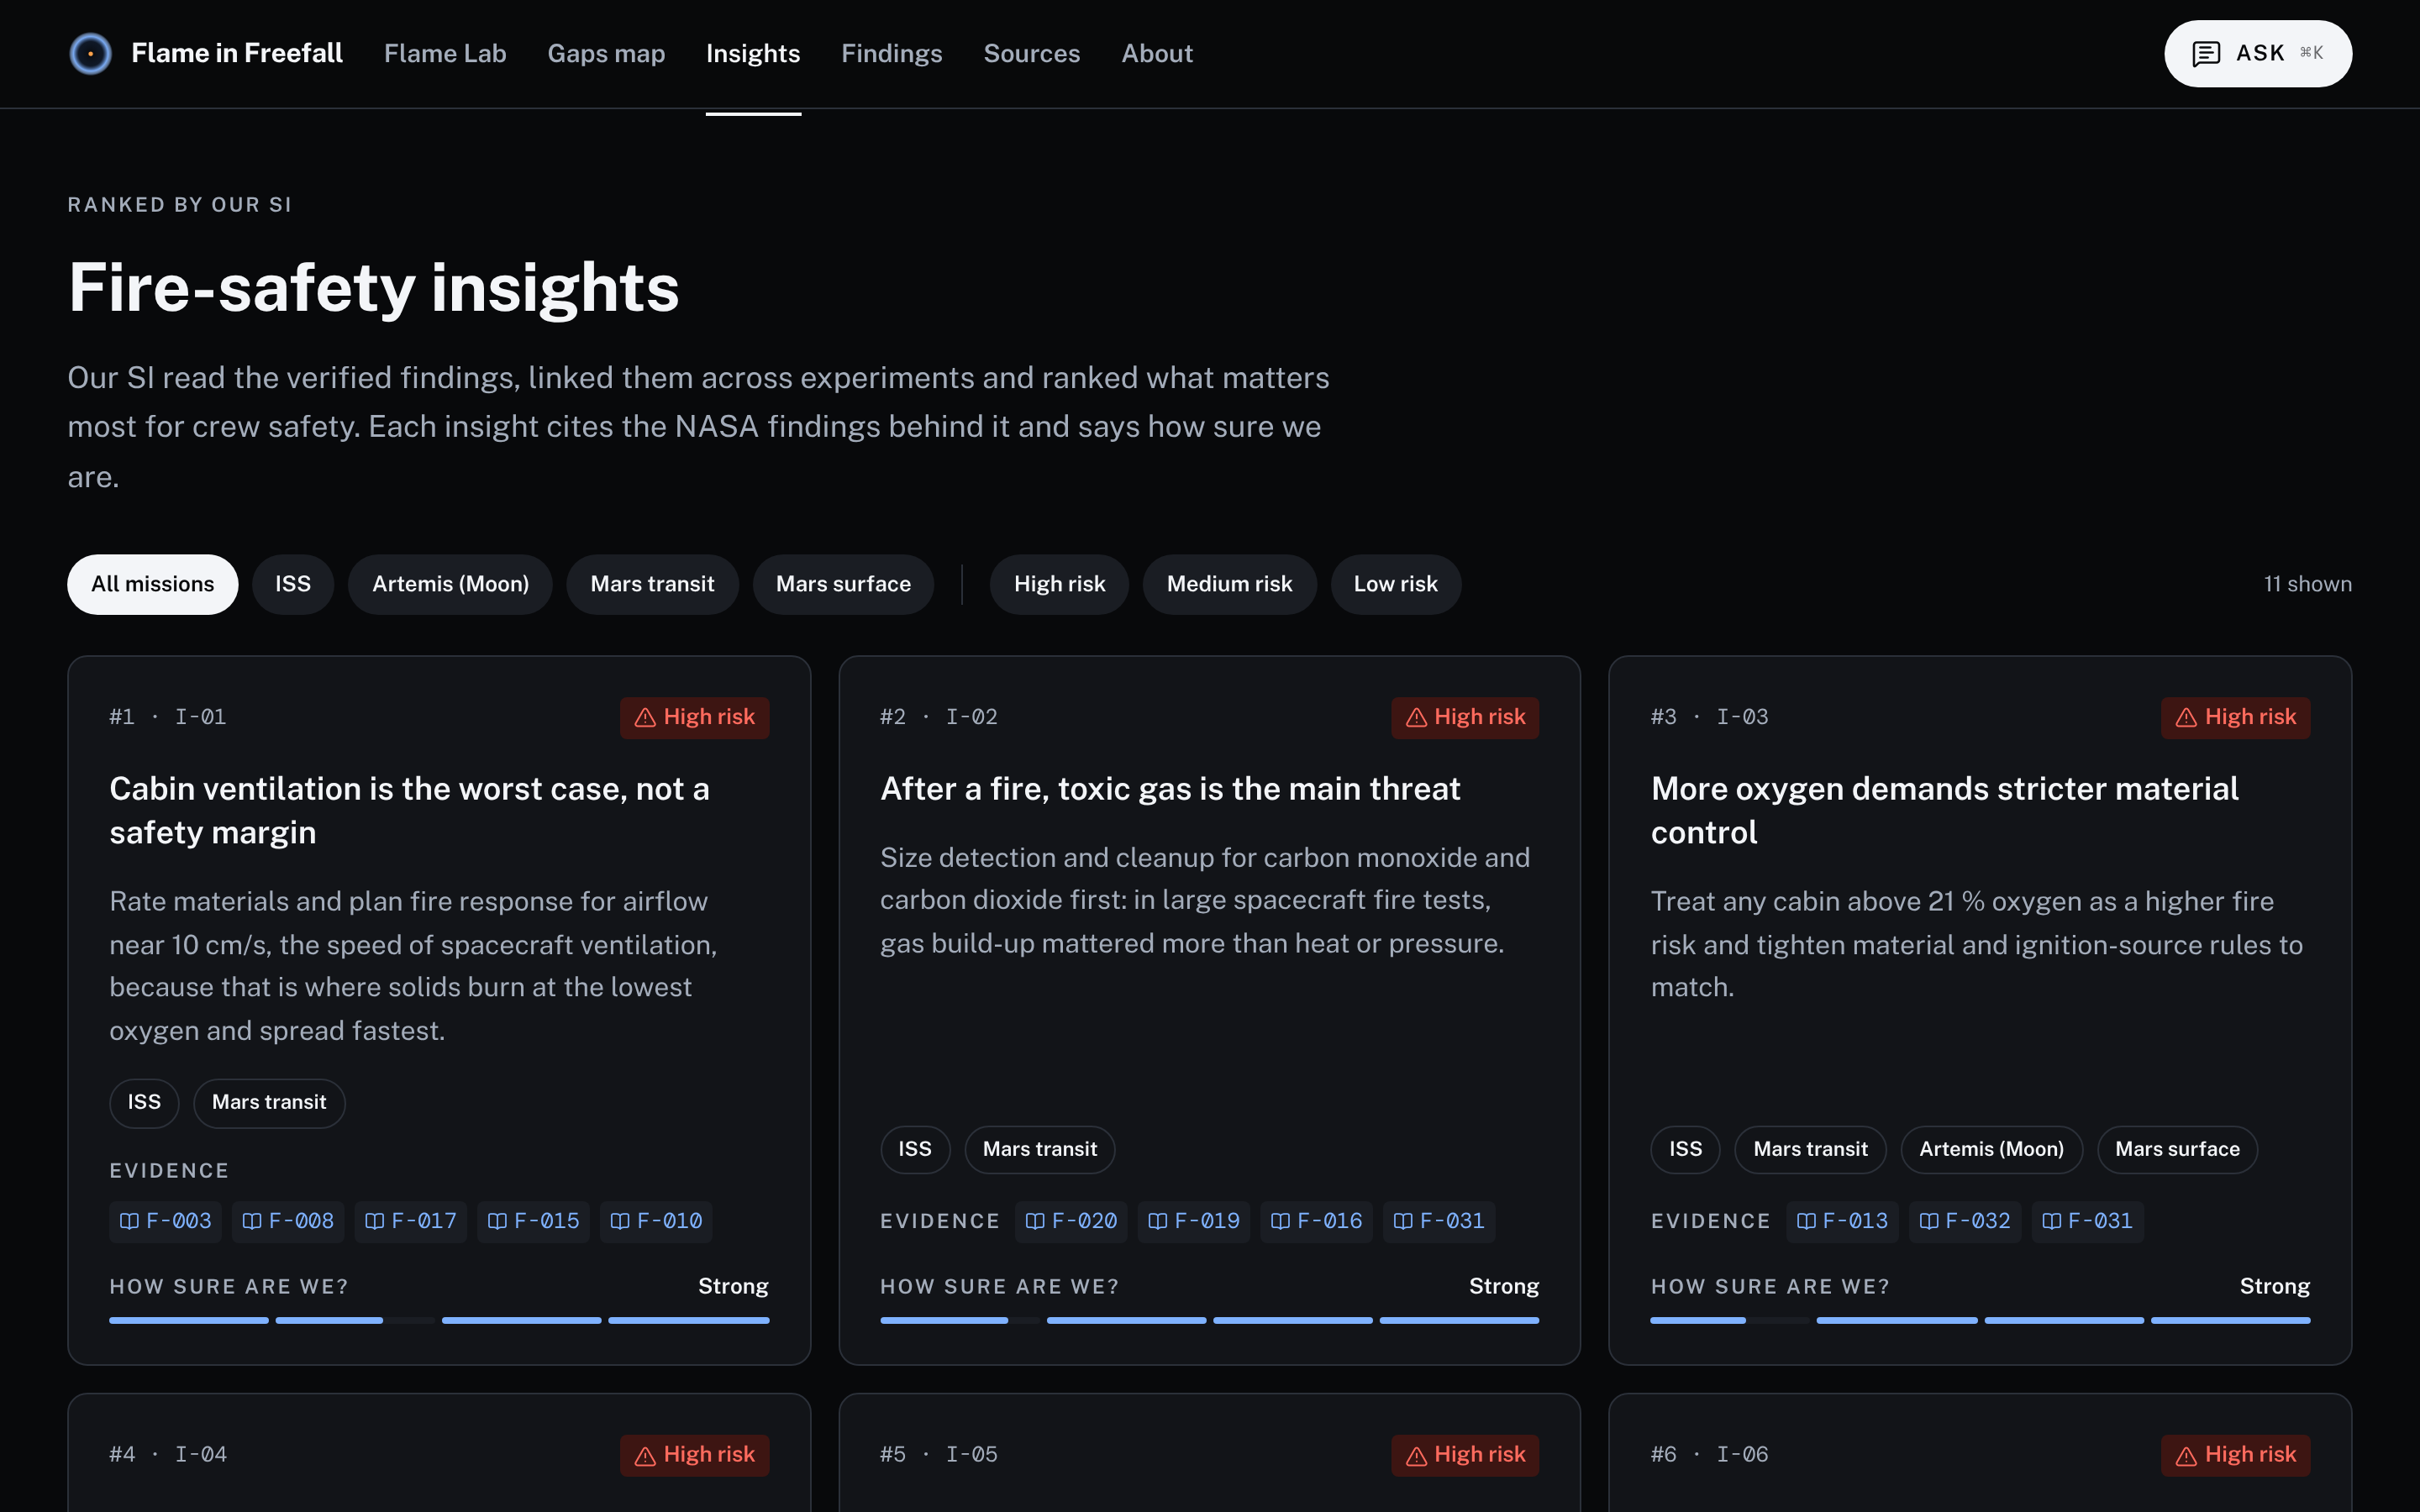 Flame in Freefall Flame Lab Gaps map Insights Findings Sources About ASK ⌘K
RANKED BY OUR SI
Fire-safety insights
Our SI read the verified findings, linked them across experiments and ranked what matters
most for crew safety. Each insight cites the NASA findings behind it and says how sure we
are.
All missions ISS Artemis (Moon) Mars transit Mars surface High risk Medium risk Low risk 11 shown
#1 · I-01 High risk
Cabin ventilation is the worst case, not a
safety margin
Rate materials and plan fire response for airflow
near 10 cm/s, the speed of spacecraft ventilation,
because that is where solids burn at the lowest
oxygen and spread fastest.
ISS Mars transit
EVIDENCE
F-003 F-008 F-017 F-015 F-010
HOW SURE ARE WE? Strong
#2 · I-02 High risk
After a fire, toxic gas is the main threat
Size detection and cleanup for carbon monoxide and
carbon dioxide first: in large spacecraft fire tests,
gas build-up mattered more than heat or pressure.
ISS Mars transit
EVIDENCE F-020 F-019 F-016 F-031
HOW SURE ARE WE? Strong
#3 · I-03 High risk
More oxygen demands stricter material
control
Treat any cabin above 21 % oxygen as a higher fire
risk and tighten material and ignition-source rules to
match.
ISS Mars transit Artemis (Moon) Mars surface
EVIDENCE F-013 F-032 F-031
HOW SURE ARE WE? Strong
#4 · I-04 High risk
#5 · I-05 High risk
#6 · I-06 High risk